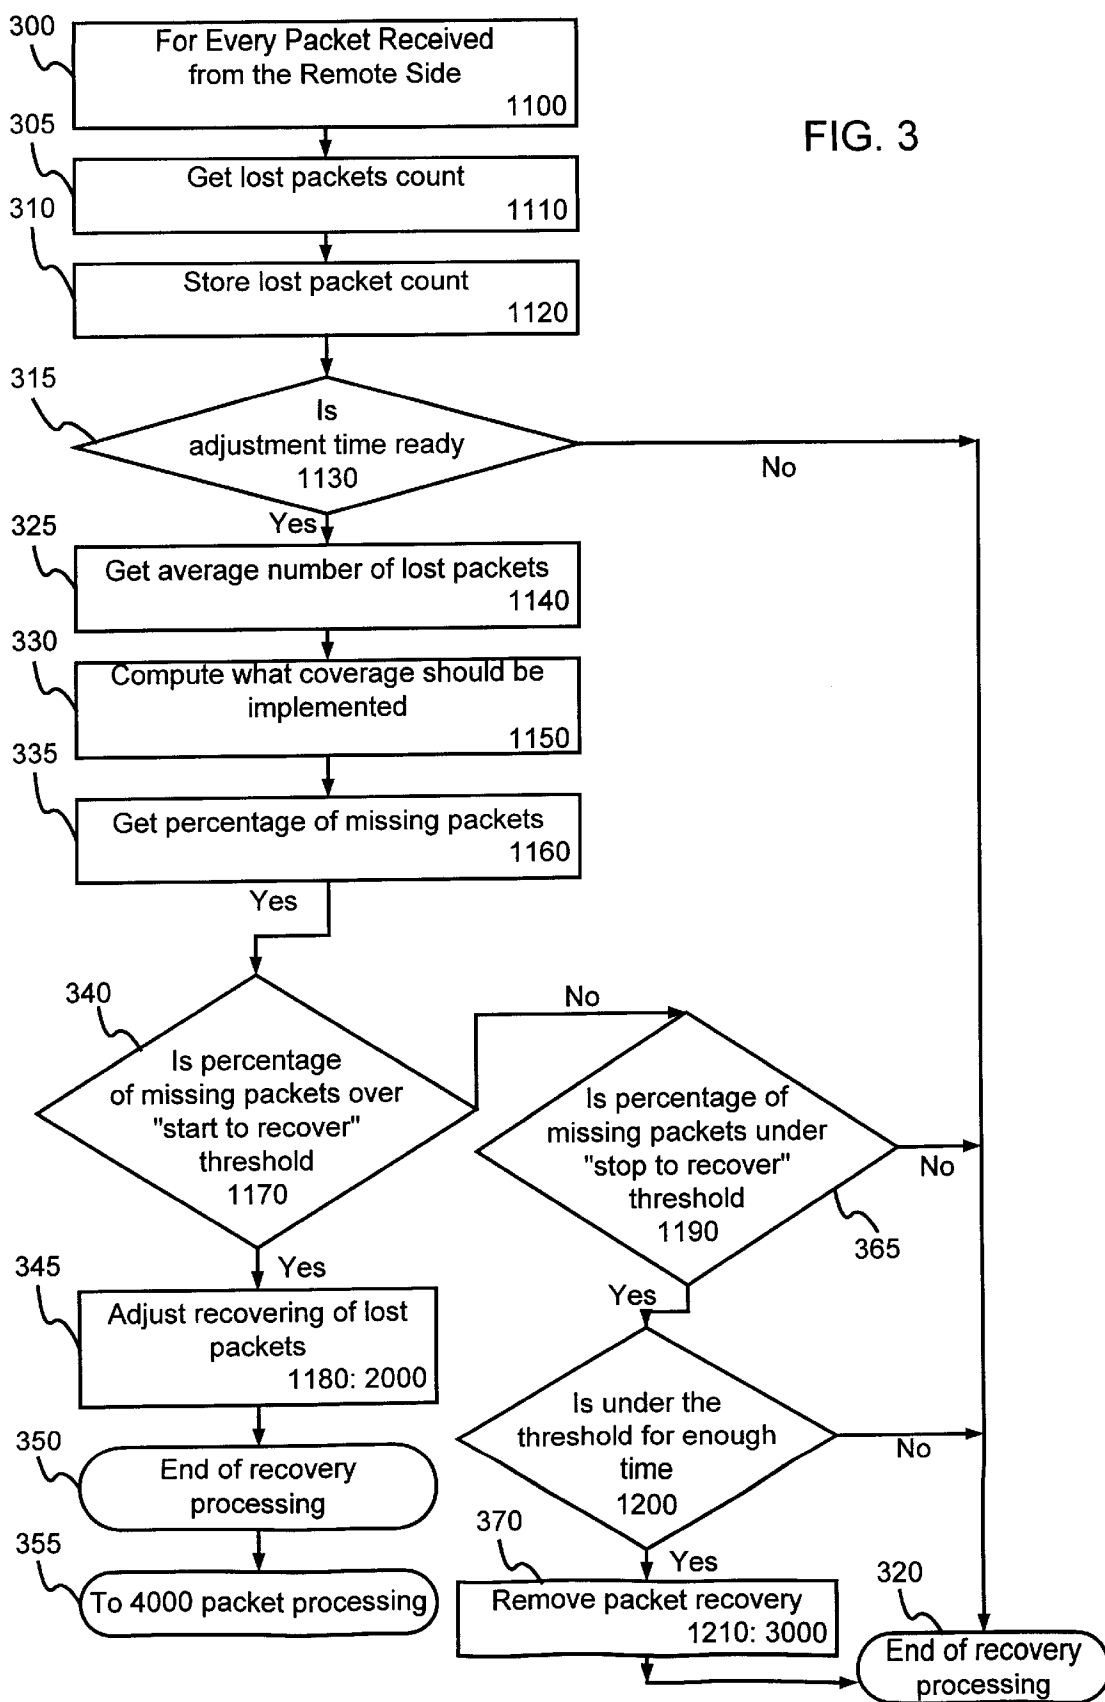 300
For Every Packet Received
from the Remote Side
1100
FIG. 3
305
Get lost packets count
1110
310
Store lost packet count
1120
315
Is
adjustment time ready
1130
No
Yes
325
Get average number of lost packets
1140
330
Compute what coverage should be
implemented
1150
335
Get percentage of missing packets
1160
Yes
340
Is percentage
of missing packets over
"start to recover"
threshold
1170
No
Is percentage of
missing packets under
"stop to recover"
threshold
1190
No
365
Yes
345
Adjust recovering of lost
packets
1180: 2000
Yes
Is under the
threshold for enough
time
1200
No
350
End of recovery
processing
355
To 4000 packet processing
370
Yes
Remove packet recovery
1210: 3000
320
End of recovery
processing